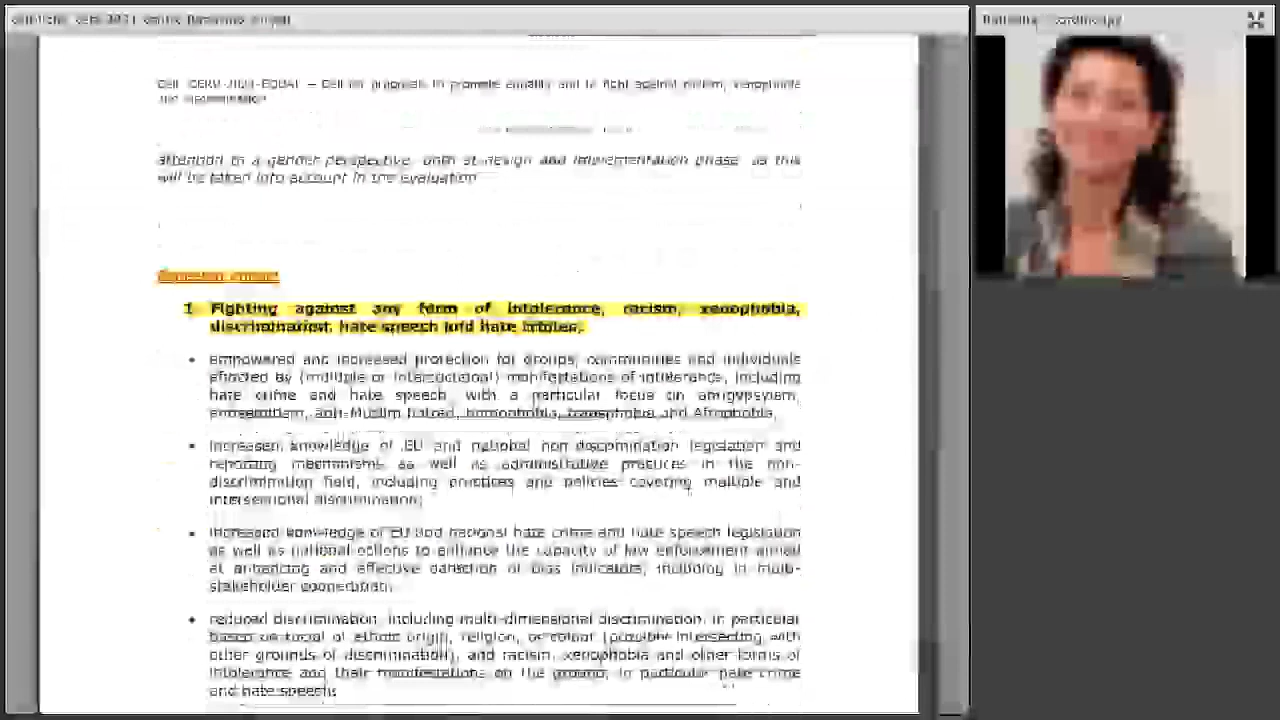 Call: — Call for proposals to promote equality and to fight against racism, xenophobia
and discrimination
attention to a gender perspective, both at design and implementation phase, as this
will be taken into account in the evaluation
Expected impact
1. Fighting against any form of intolerance, racism, xenophobia,
discrimination, hate speech and hate crimes.
• empowered and increased protection for groups, communities and individuals
affected by (multiple or intersectional) manifestations of intolerance, including
hate crime and hate speech, with a particular focus on antigypsyism,
antisemitism, anti-Muslim hatred, homophobia, transphobia and Afrophobia;
• increased knowledge of EU and national non discrimination legislation and
reporting mechanisms as well as administrative practices in the non-
discrimination field, including practices and policies covering multiple and
intersectional discrimination;
• increased knowledge of EU and national hate crime and hate speech legislation
as well as national actions to enhance the capacity of law enforcement aimed
at enhancing and effective detection of bias indicators, including in multi-
stakeholder cooperation;
• reduced discrimination, including multi-dimensional discrimination, in particular
based on racial or ethnic origin, religion, or colour (possible intersecting with
other grounds of discrimination), and racism, xenophobia and other forms of
intolerance and their manifestations on the ground, in particular hate crime
and hate speech;